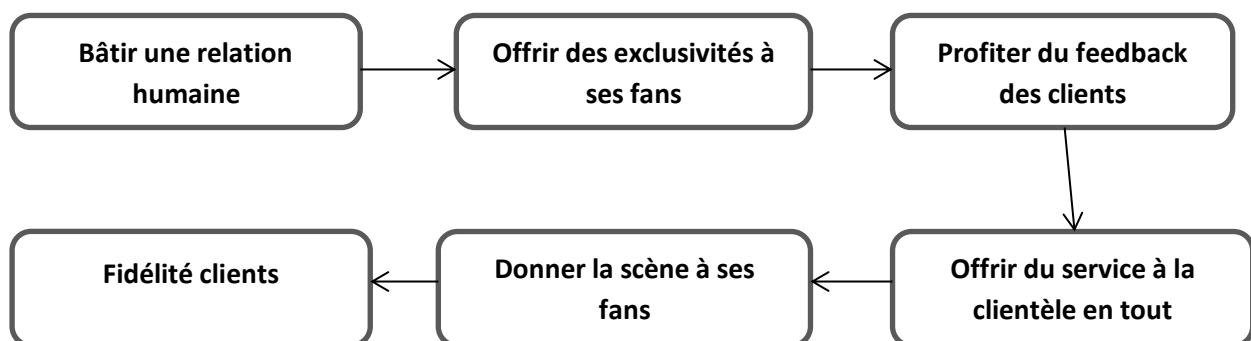 Bâtir une relation
humaine
Offrir des exclusivités à
ses fans
Profiter du feedback
des clients
Offrir du service à la
clientèle en tout
Donner la scène à ses
fans
Fidélité clients